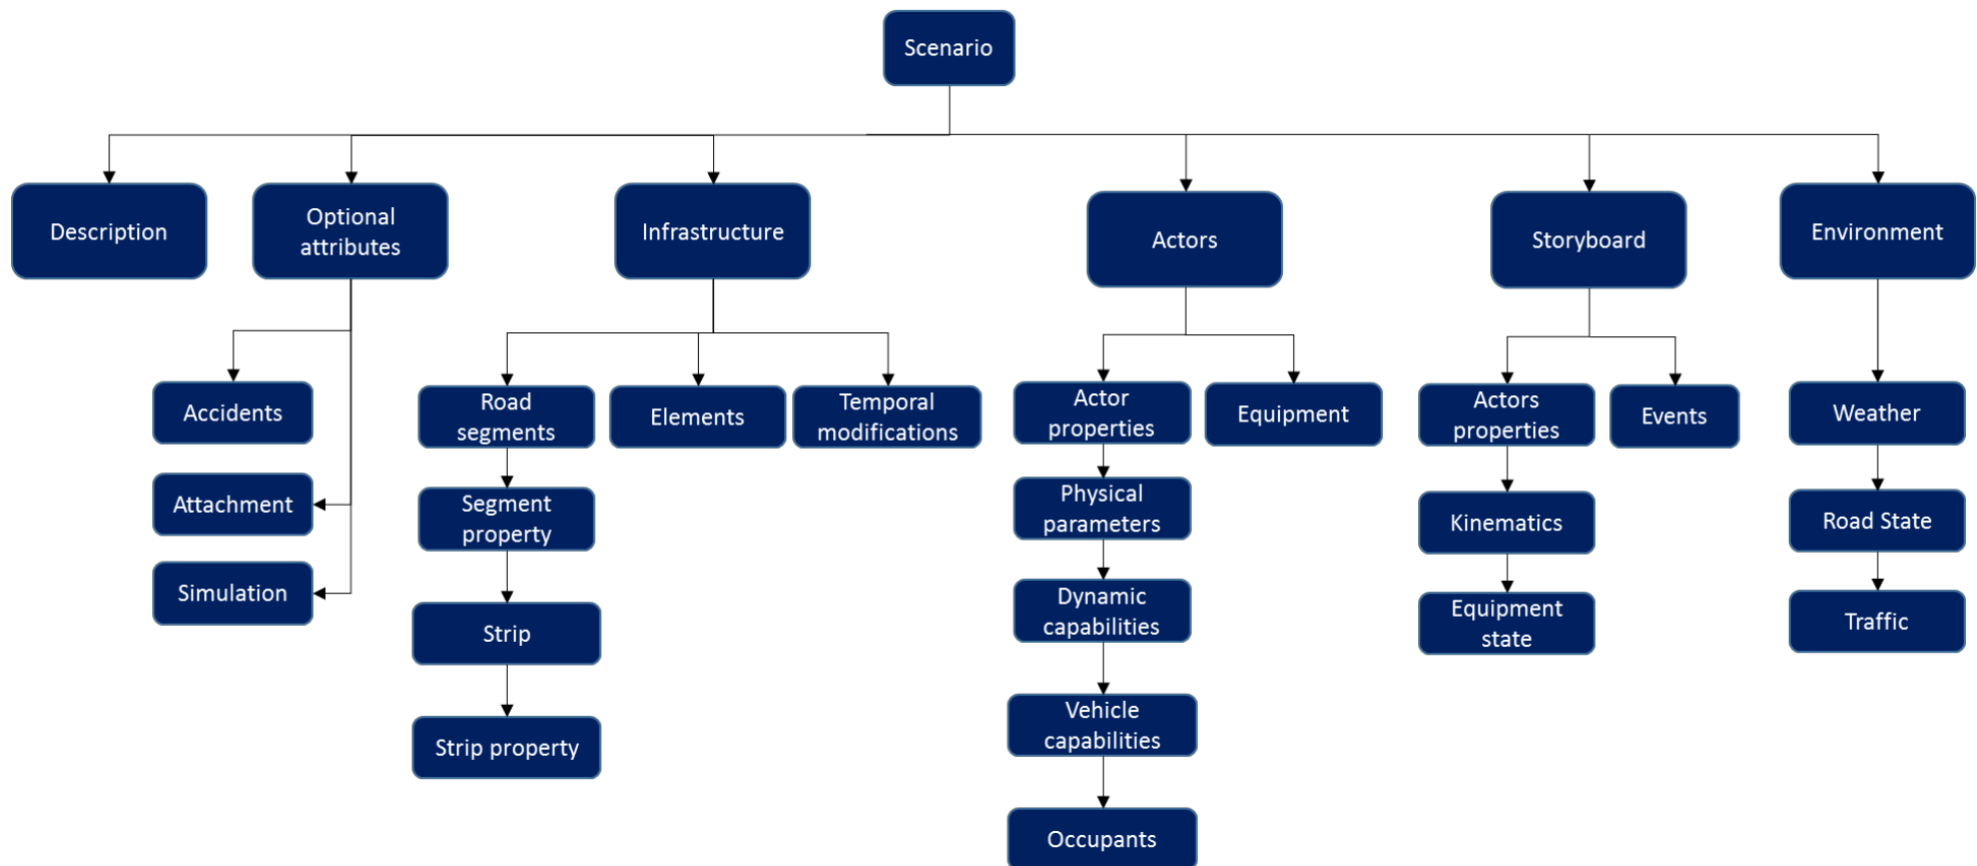 Scenario
Description
Optional
attributes
Infrastructure
Actors
Storyboard
Environment
Accidents
Attachment
Simulation
Road
segments
Elements
Temporal
modifications
Segment
property
Strip
Strip property
Actor
properties
Equipment
Physical
parameters
Dynamic
capabilities
Vehicle
capabilities
Occupants
Actors
properties
Events
Kinematics
Equipment
state
Weather
Road State
Traffic